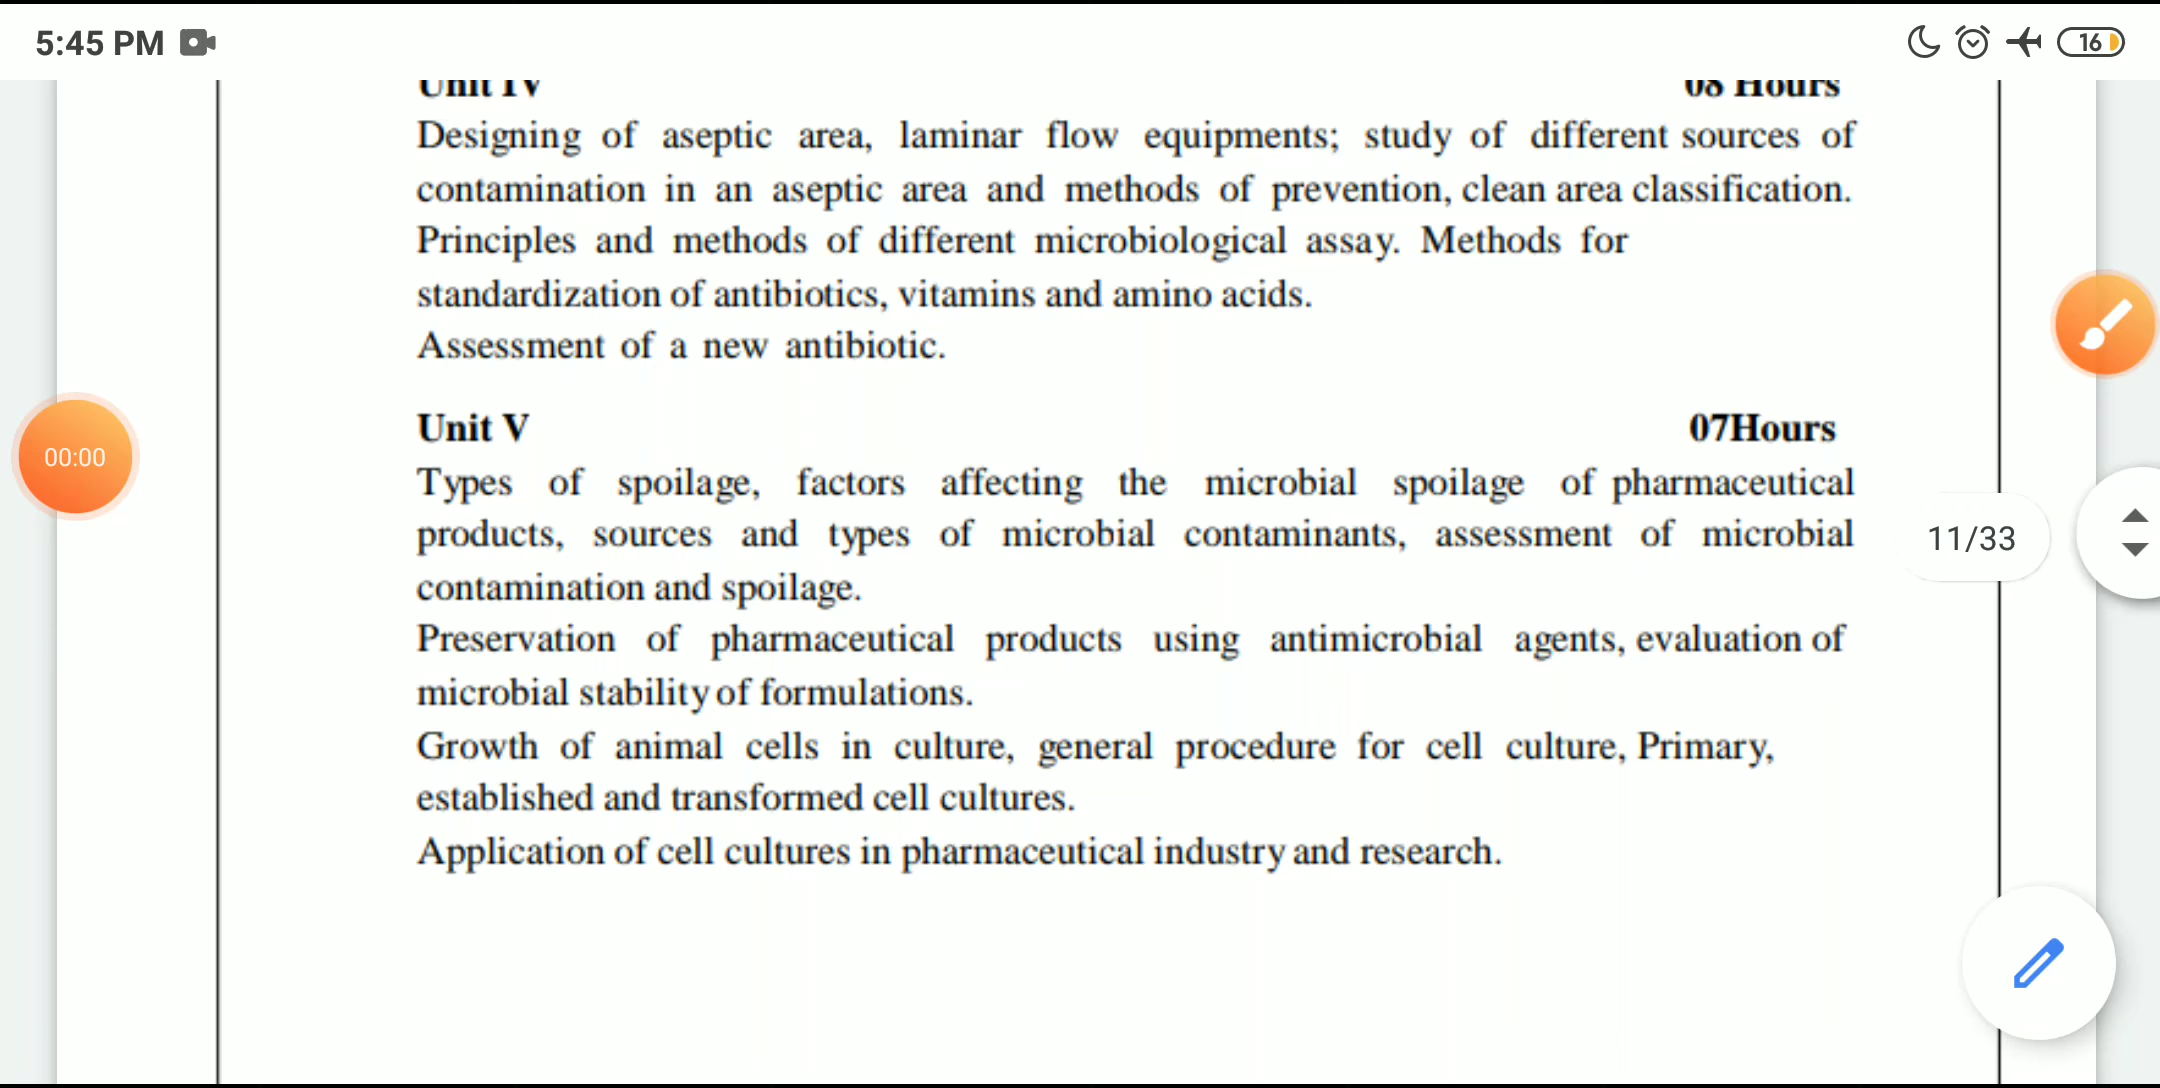 5:45 PM
16
Unit IV 08 Hours
Designing of aseptic area, laminar flow equipments; study of different sources of
contamination in an aseptic area and methods of prevention, clean area classification.
Principles and methods of different microbiological assay. Methods for
standardization of antibiotics, vitamins and amino acids.
Assessment of a new antibiotic.
Unit V 07Hours
00:00
Types of spoilage, factors affecting the microbial spoilage of pharmaceutical
products, sources and types of microbial contaminants, assessment of microbial
11/33
contamination and spoilage.
Preservation of pharmaceutical products using antimicrobial agents, evaluation of
microbial stability of formulations.
Growth of animal cells in culture, general procedure for cell culture, Primary,
established and transformed cell cultures.
Application of cell cultures in pharmaceutical industry and research.